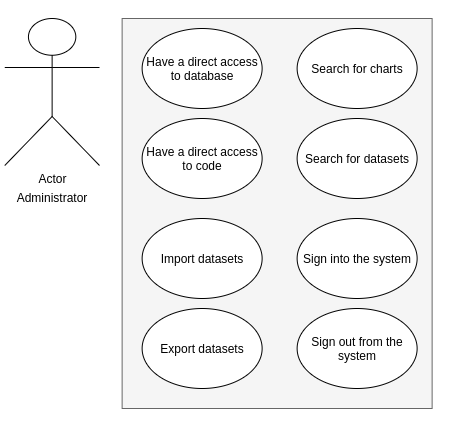 Actor
Administrator
Have a direct access
to database
Search for charts
Have a direct access
to code
Search for datasets
Import datasets
Sign into the system
Export datasets
Sign out from the
system